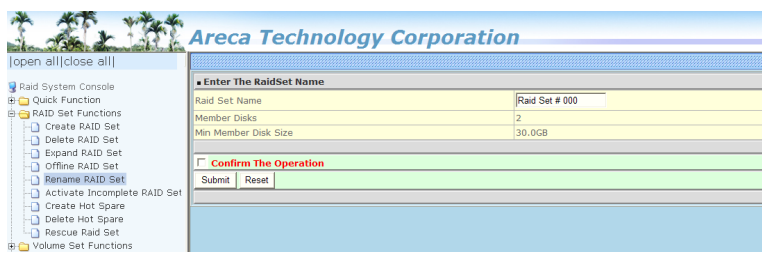 Areca Technology Corporation
|open all|close all|
Raid System Console
Quick Function
RAID Set Functions
Create RAID Set
Delete RAID Set
Expand RAID Set
Offline RAID Set
Rename RAID Set
Activate Incomplete RAID Set
Create Hot Spare
Delete Hot Spare
Rescue Raid Set
Volume Set Functions
Enter The RaidSet Name
Raid Set Name Raid Set # 000
Member Disks 2
Min Member Disk Size 30.0GB
Confirm The Operation
Submit Reset